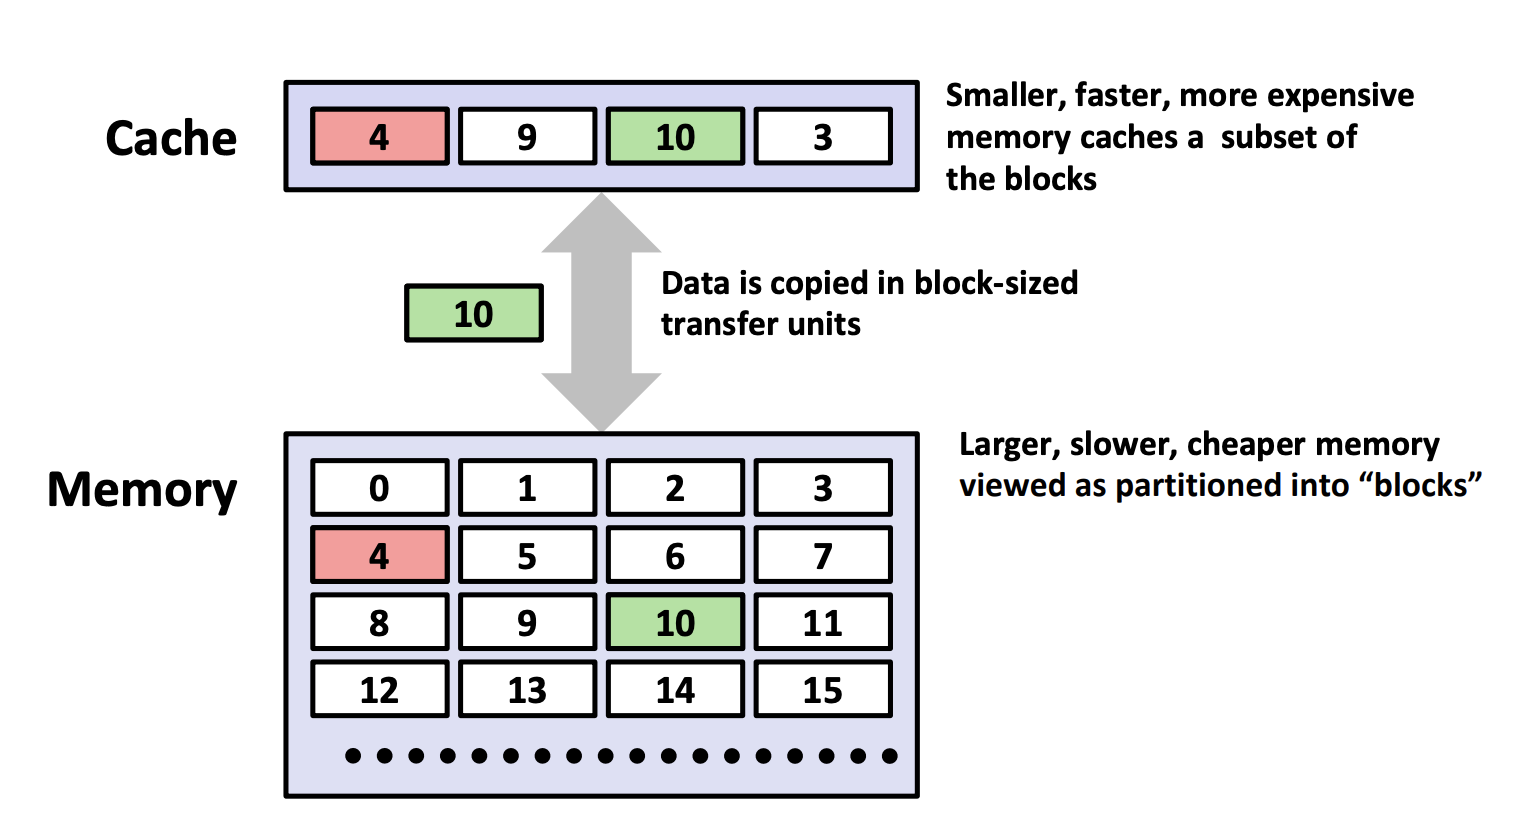 Cache
4 9 10 3
Smaller, faster, more expensive
memory caches a subset of
the blocks
10
Data is copied in block-sized
transfer units
Memory
0 1 2 3
4 5 6 7
8 9 10 11
12 13 14 15
Larger, slower, cheaper memory
viewed as partitioned into “blocks”